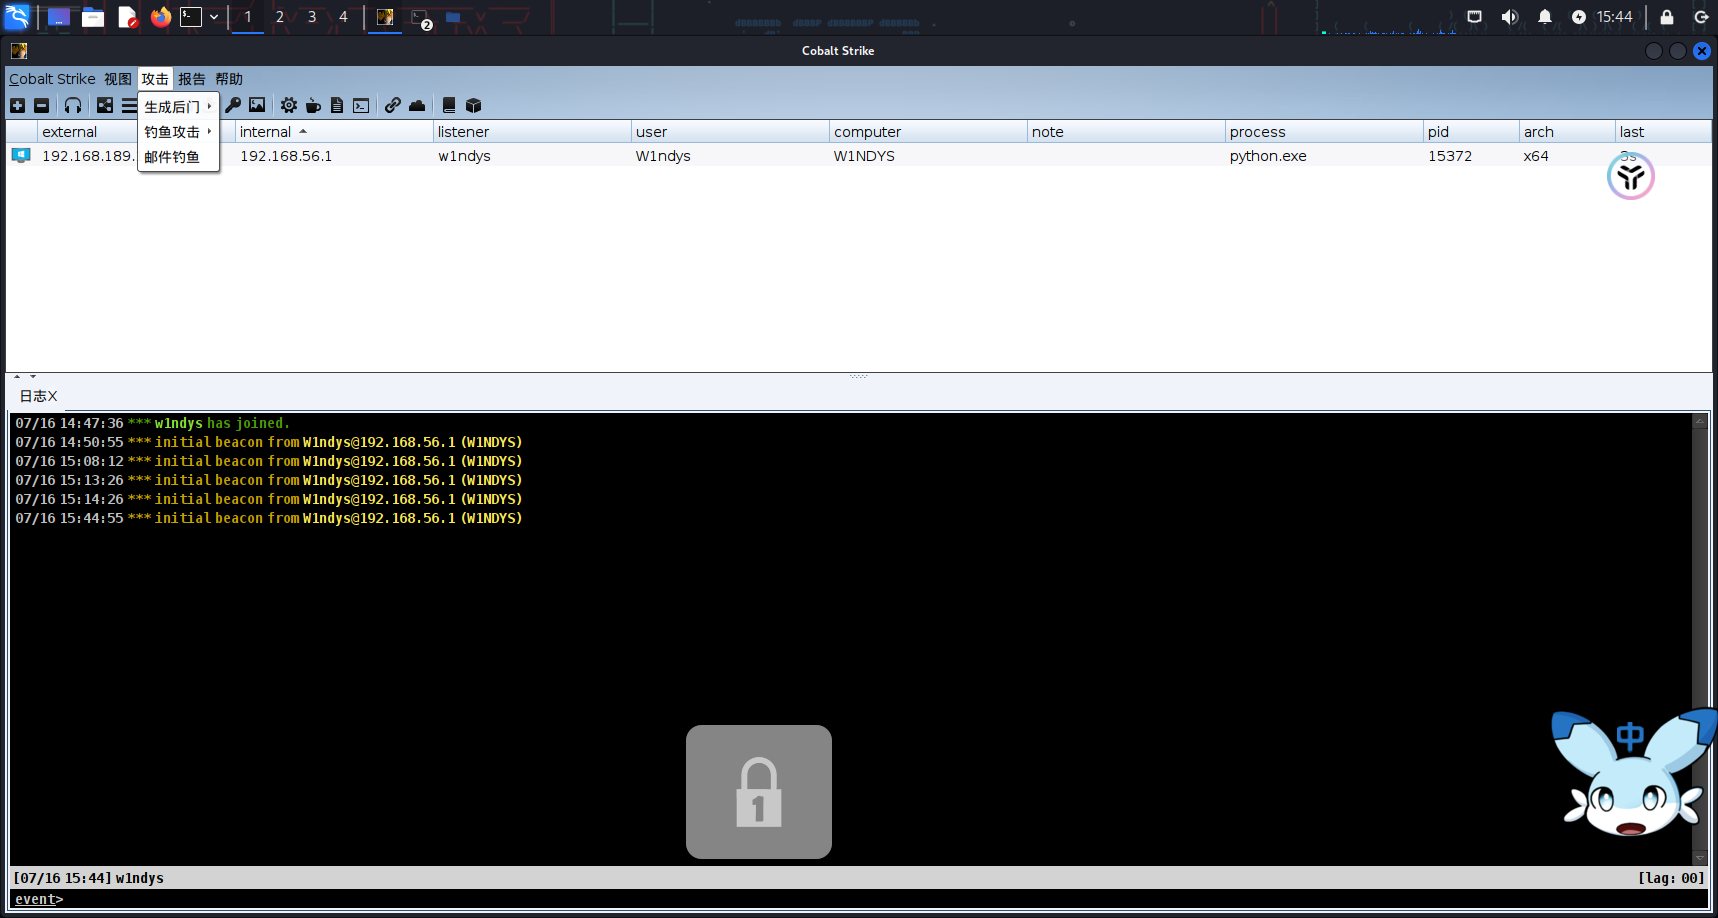 1 2 3 4 2 15:44
Cobalt Strike
Cobalt Strike 视图 攻击 报告 帮助
生成后门
钓鱼攻击
邮件钓鱼
external internal listener user computer note process pid arch last
192.168.189. 192.168.56.1 w1ndys W1ndys W1NDYS python.exe 15372 x64 3s
日志X
07/16 14:47:36 *** w1ndys has joined.
07/16 14:50:55 *** initial beacon from W1ndys@192.168.56.1 (W1NDYS)
07/16 15:08:12 *** initial beacon from W1ndys@192.168.56.1 (W1NDYS)
07/16 15:13:26 *** initial beacon from W1ndys@192.168.56.1 (W1NDYS)
07/16 15:14:26 *** initial beacon from W1ndys@192.168.56.1 (W1NDYS)
07/16 15:44:55 *** initial beacon from W1ndys@192.168.56.1 (W1NDYS)
中
1
[07/16 15:44] w1ndys [lag: 00]
event>